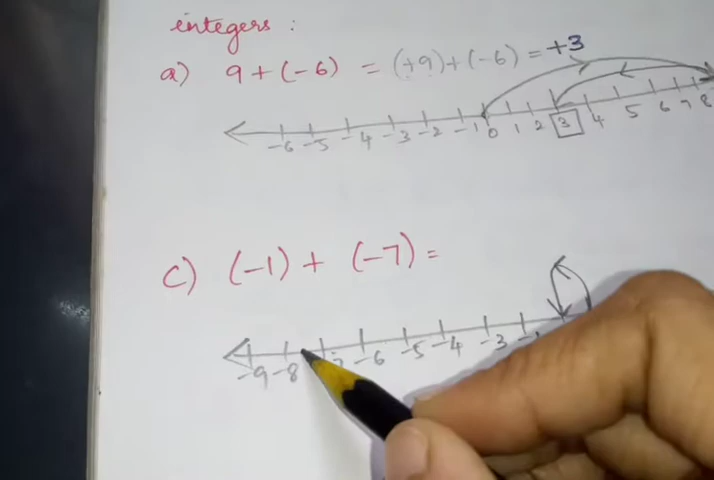 integers :
a) 9 + (-6) = (+9) + (-6) = +3
-6 -5 -4 -3 -2 -1 0 1 2 3 4 5 6 7 8
c) (-1) + (-7) =
-9 -8 -6 -5 -4 -3